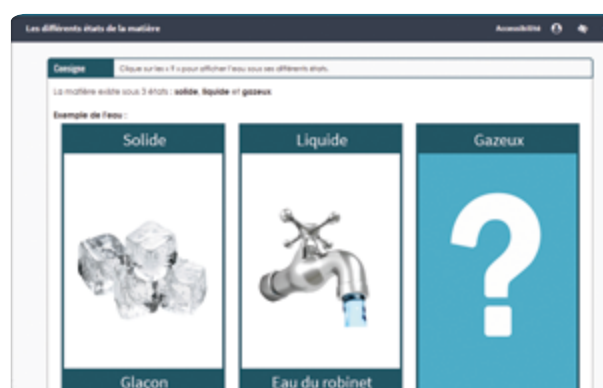 Les différents états de la matière
Accessibilité
Consigne
Clique sur les « ? » pour afficher l'eau sous ses différents états.
La matière existe sous 3 états : solide, liquide et gazeux.
Exemple de l'eau :
Solide
Liquide
Gazeux
?
Glaçon
Eau du robinet